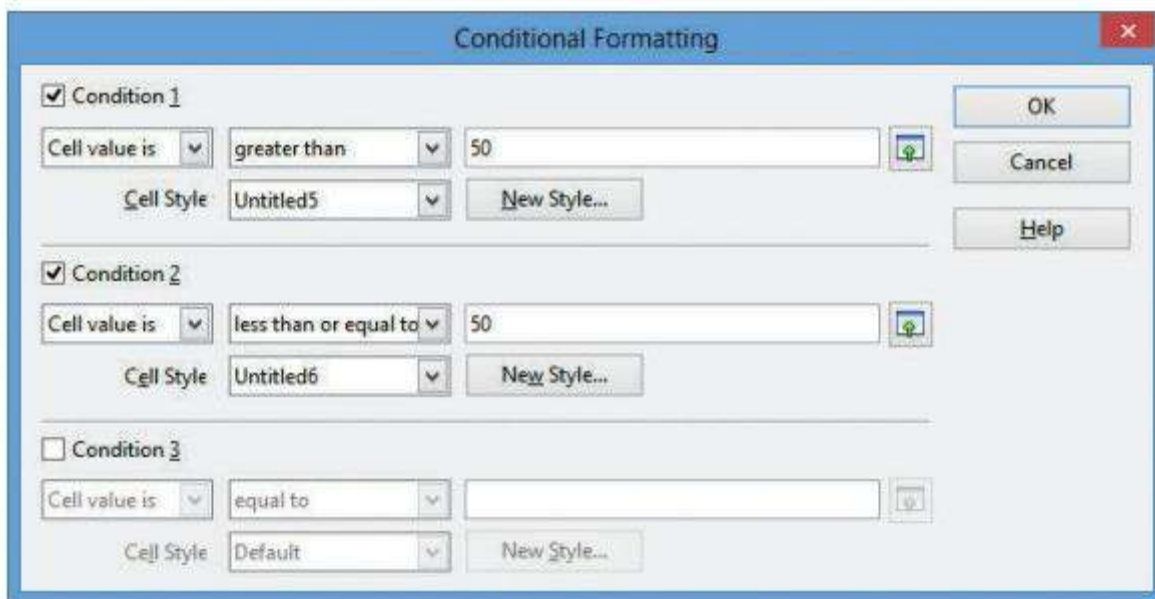 Conditional Formatting
Condition 1
OK
Cell value is greater than 50
Cancel
Cell Style Untitled5 New Style...
Help
Condition 2
Cell value is less than or equal to 50
Cell Style Untitled6 New Style...
Condition 3
Cell value is equal to
Cell Style Default New Style...